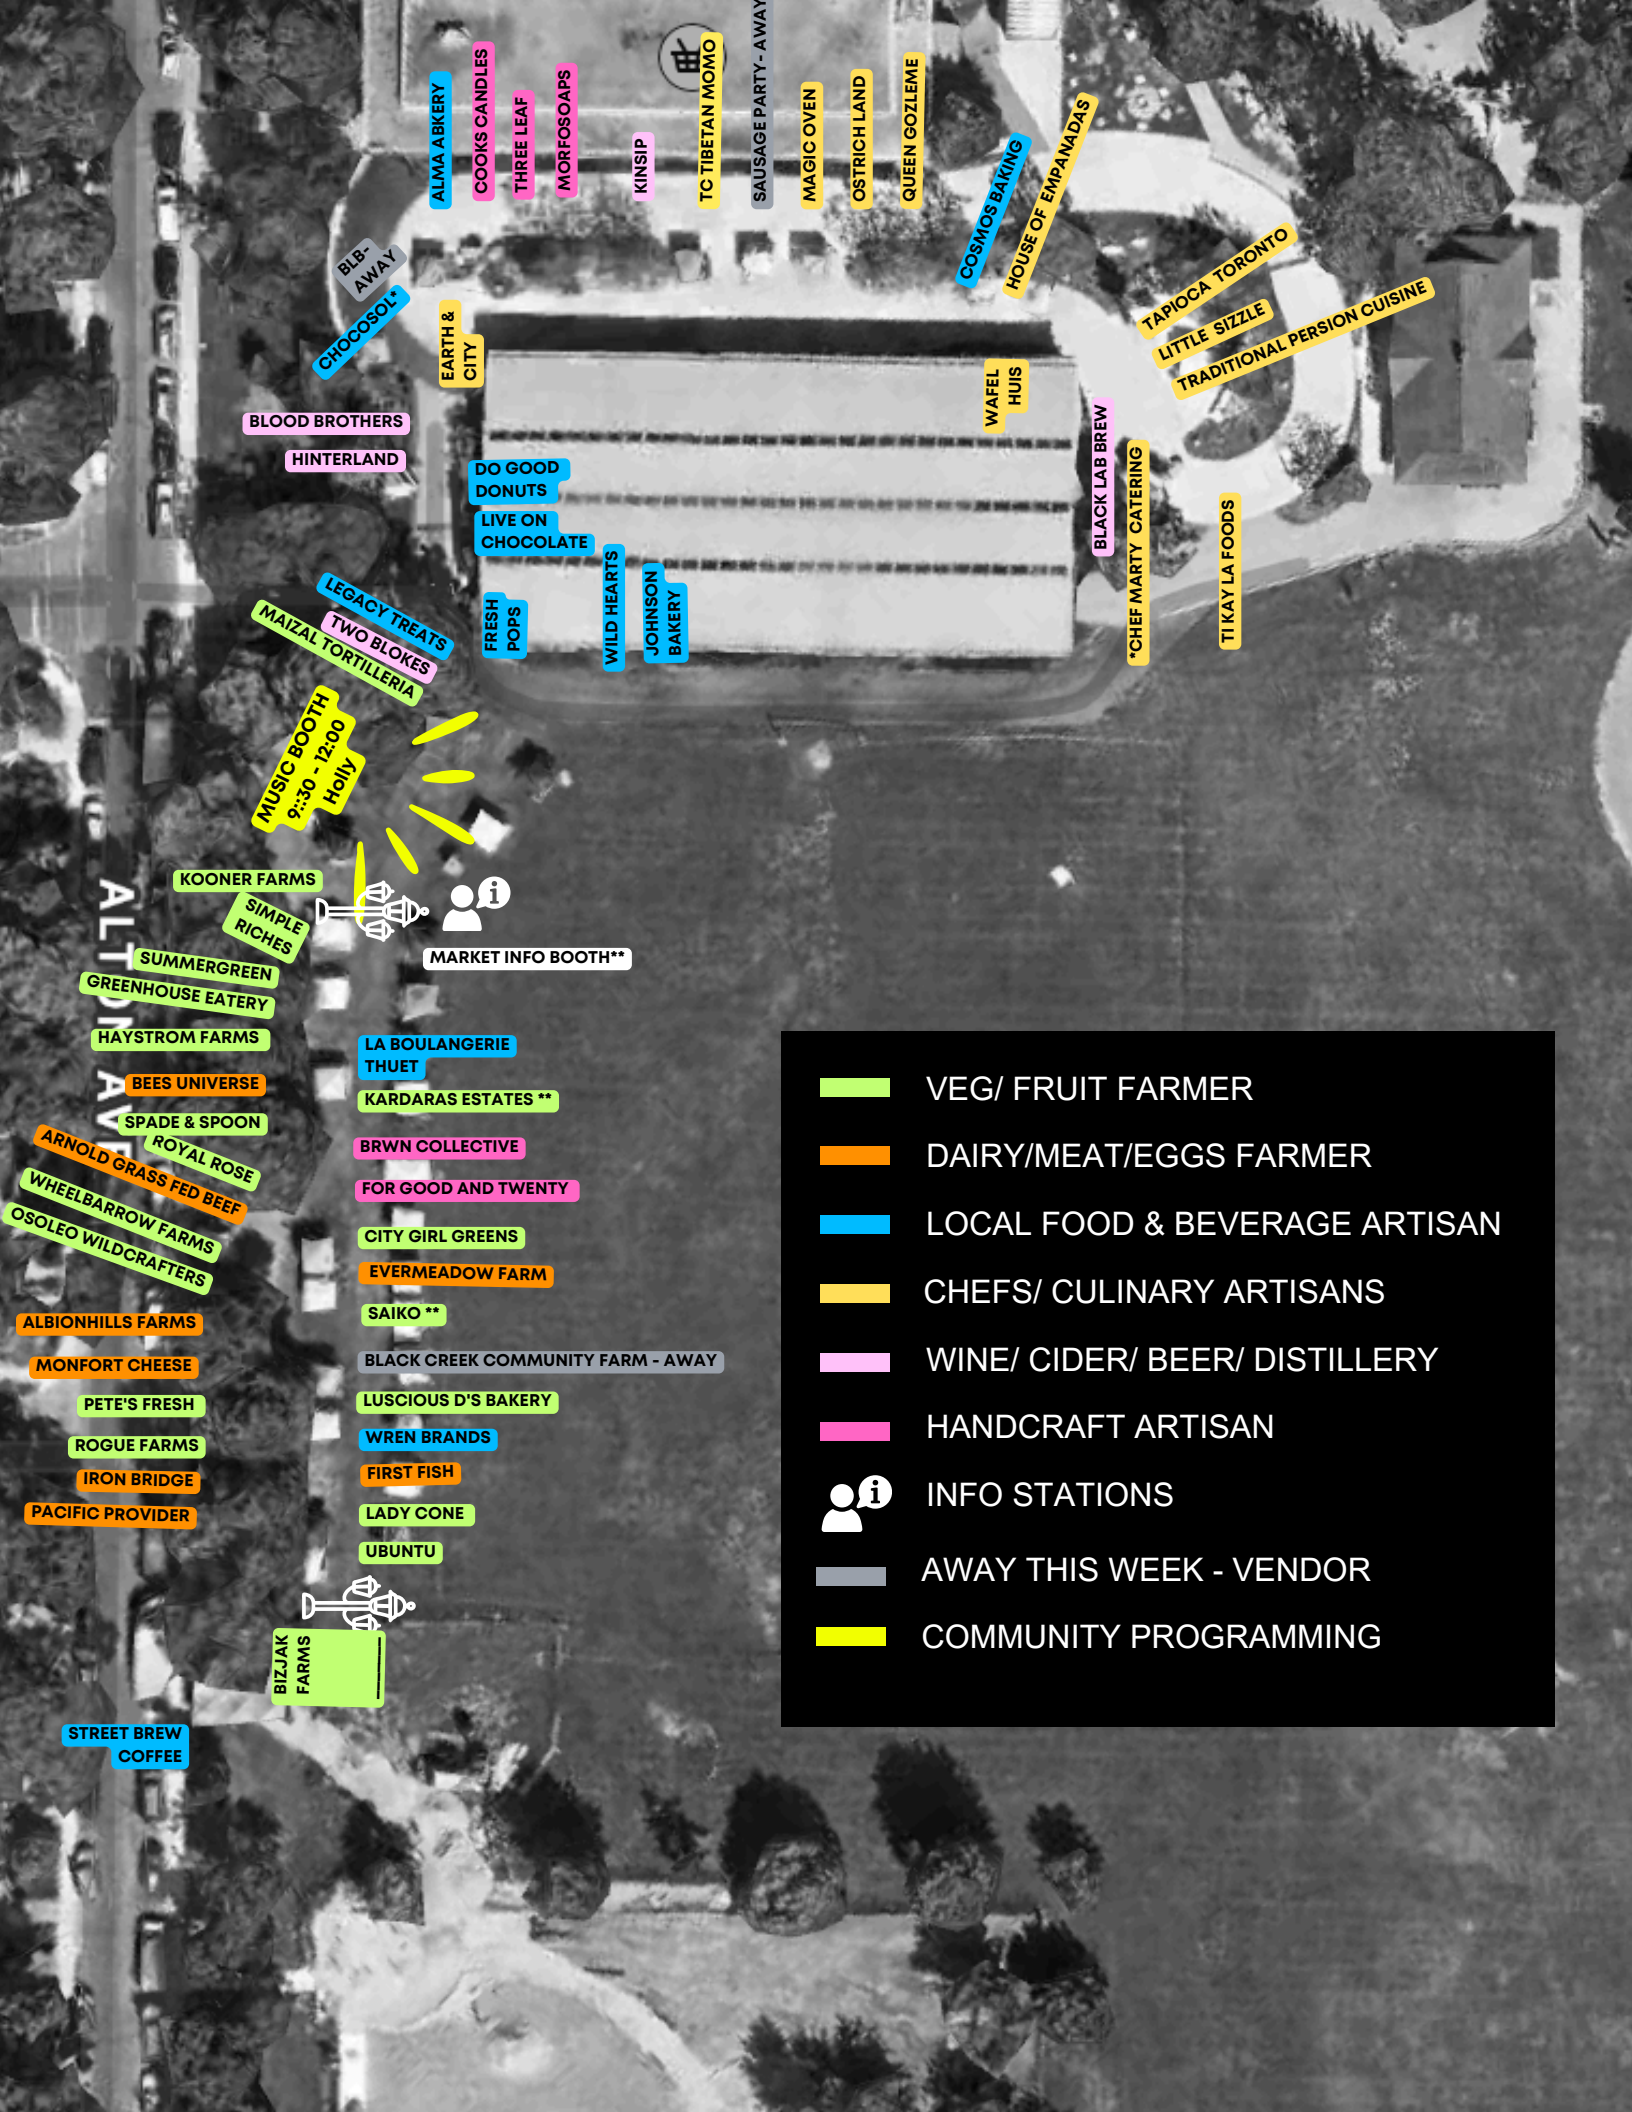 ALMA ABKERY
COOKS CANDLES
THREE LEAF
MORFOSOAPS
KINSIP
TC TIBETAN MOMO
SAUSAGE PARTY- AWAY
MAGIC OVEN
OSTRICH LAND
QUEEN GOZLEME
COSMOS BAKING
HOUSE OF EMPANADAS
TAPIOCA TORONTO
LITTLE SIZZLE
TRADITIONAL PERSION CUISINE
BLB-
AWAY
CHOCOSOL*
EARTH &
CITY
WAFEL
HUIS
BLOOD BROTHERS
HINTERLAND
DO GOOD
DONUTS
LIVE ON
CHOCOLATE
BLACK LAB BREW
*CHEF MARTY CATERING
TI KAY LA FOODS
FRESH
POPS
WILD HEARTS
JOHNSON
BAKERY
LEGACY TREATS
TWO BLOKES
MAIZAL TORTILLERIA
MUSIC BOOTH
9::30 - 12:00
Holly
KOONER FARMS
SIMPLE
RICHES
MARKET INFO BOOTH**
SUMMERGREEN
GREENHOUSE EATERY
ALTON AVE
HAYSTROM FARMS
BEES UNIVERSE
SPADE & SPOON
ROYAL ROSE
ARNOLD GRASS FED BEEF
WHEELBARROW FARMS
OSOLEO WILDCRAFTERS
ALBIONHILLS FARMS
MONFORT CHEESE
PETE'S FRESH
ROGUE FARMS
IRON BRIDGE
PACIFIC PROVIDER
LA BOULANGERIE
THUET
KARDARAS ESTATES **
BRWN COLLECTIVE
FOR GOOD AND TWENTY
CITY GIRL GREENS
EVERMEADOW FARM
SAIKO **
BLACK CREEK COMMUNITY FARM - AWAY
LUSCIOUS D'S BAKERY
WREN BRANDS
FIRST FISH
LADY CONE
UBUNTU
BIZJAK
FARMS
STREET BREW
COFFEE
VEG/ FRUIT FARMER
DAIRY/MEAT/EGGS FARMER
LOCAL FOOD & BEVERAGE ARTISAN
CHEFS/ CULINARY ARTISANS
WINE/ CIDER/ BEER/ DISTILLERY
HANDCRAFT ARTISAN
INFO STATIONS
AWAY THIS WEEK - VENDOR
COMMUNITY PROGRAMMING